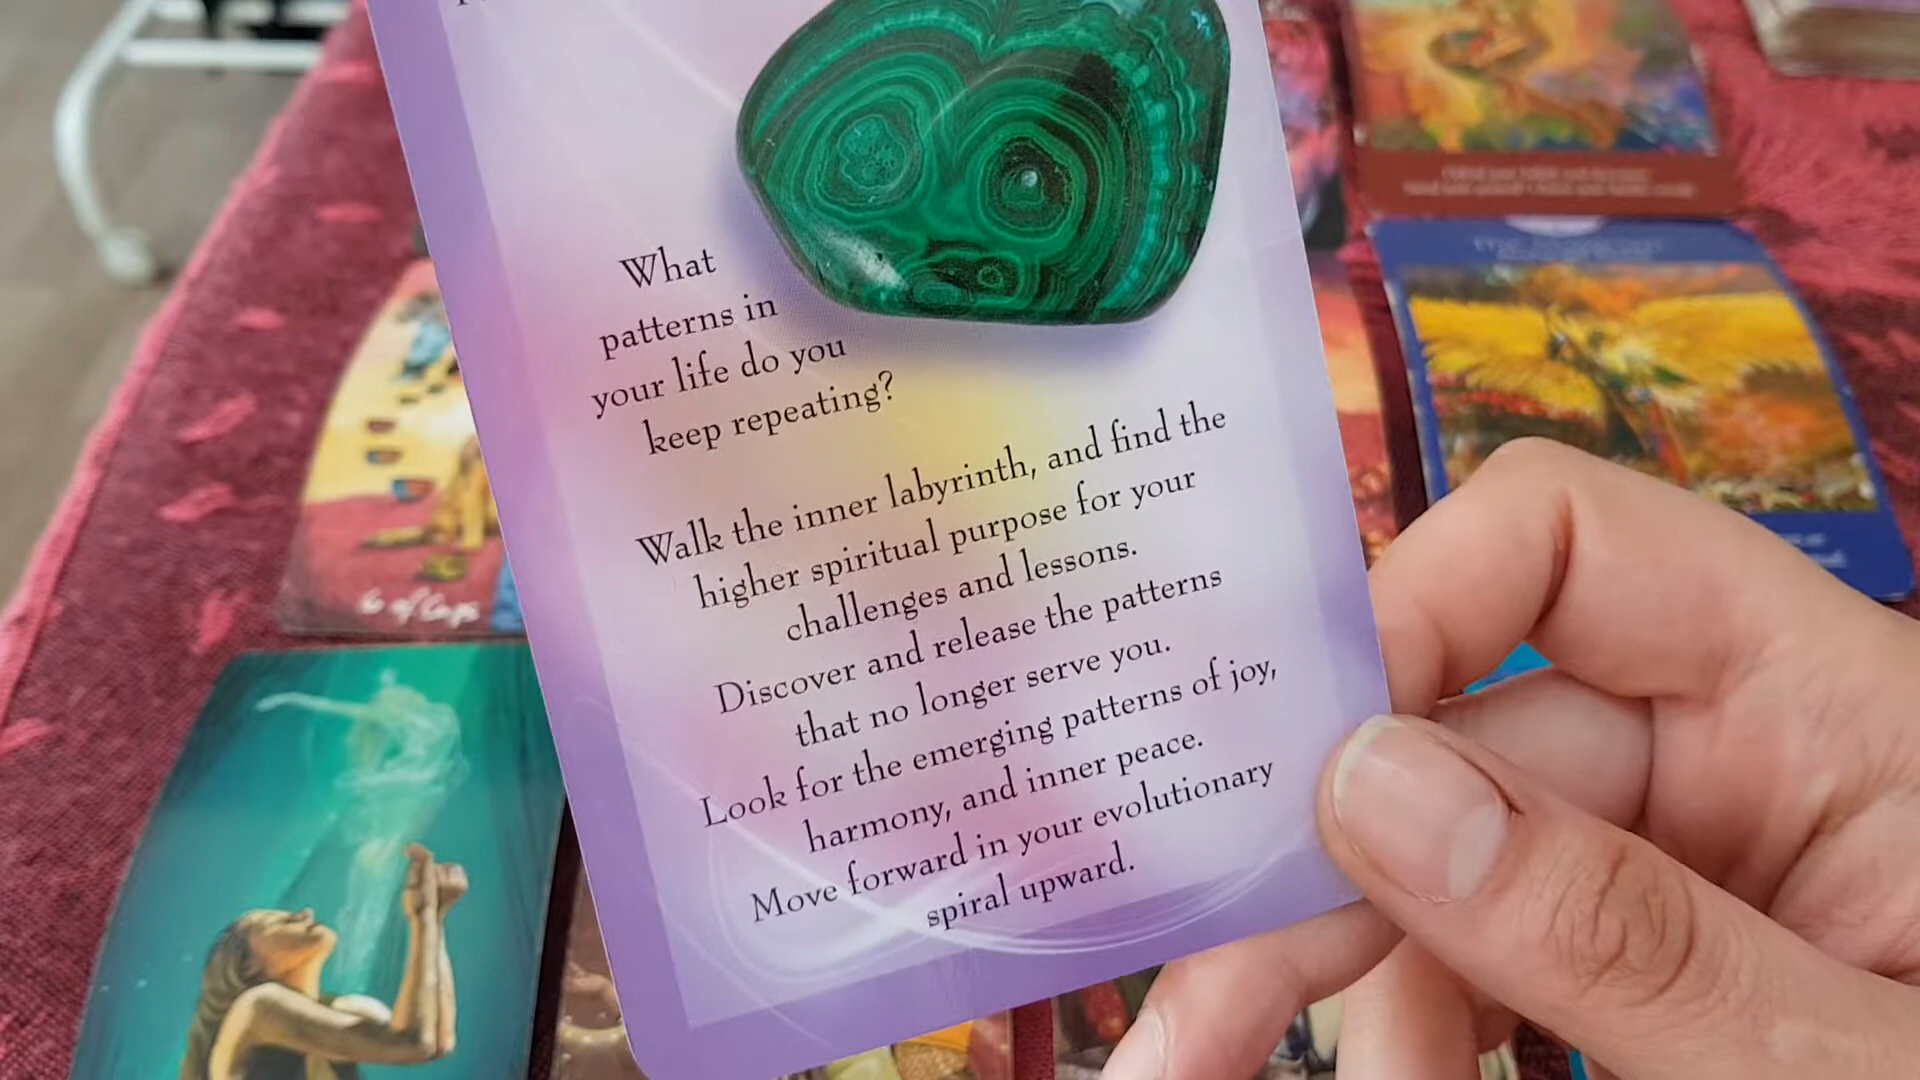 What
patterns in
your life do you
keep repeating?
Walk the inner labyrinth, and find the
higher spiritual purpose for your
challenges and lessons.
Discover and release the patterns
that no longer serve you.
Look for the emerging patterns of joy,
harmony, and inner peace.
Move forward in your evolutionary
spiral upward.
6 of Cups